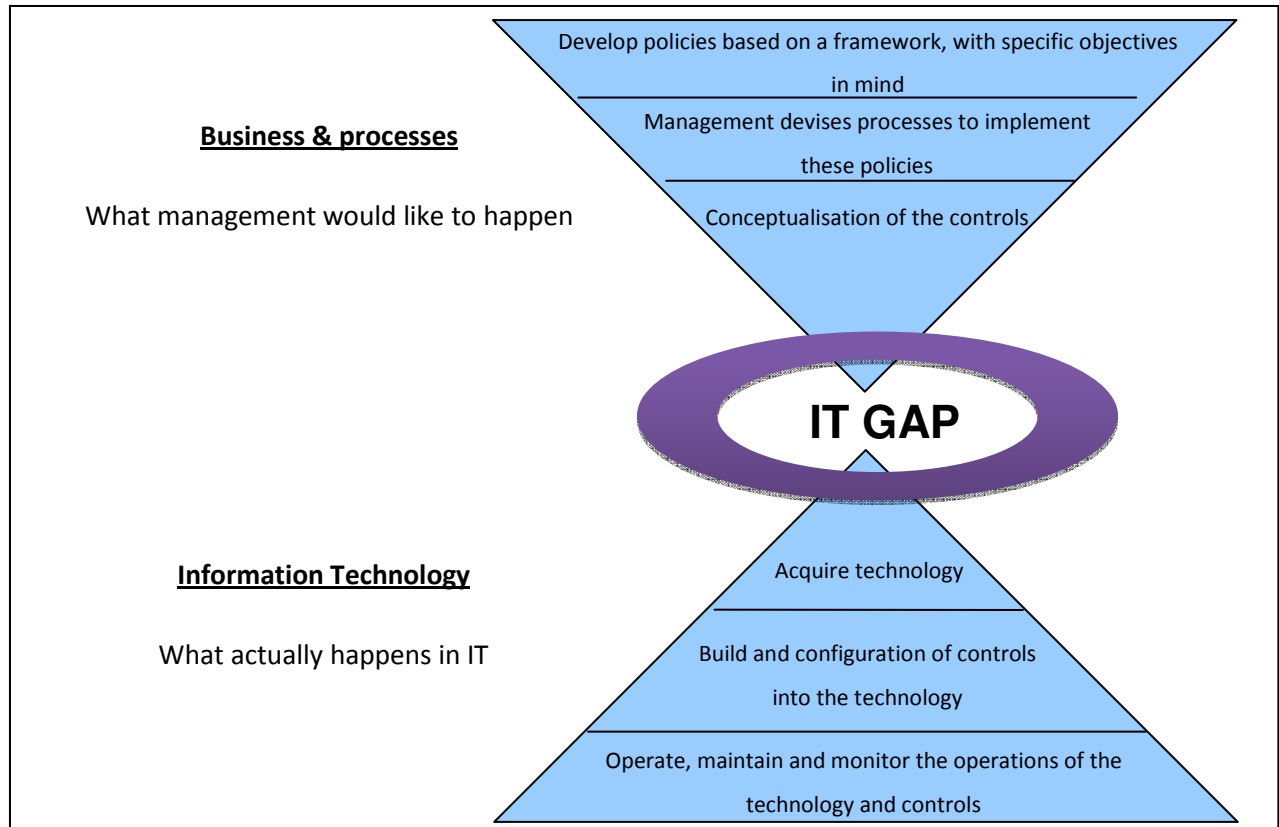 Develop policies based on a framework, with specific objectives
in mind
Management devises processes to implement
these policies
Business & processes
What management would like to happen
Conceptualisation of the controls
IT GAP
Information Technology
What actually happens in IT
Acquire technology
Build and configuration of controls
into the technology
Operate, maintain and monitor the operations of the
technology and controls